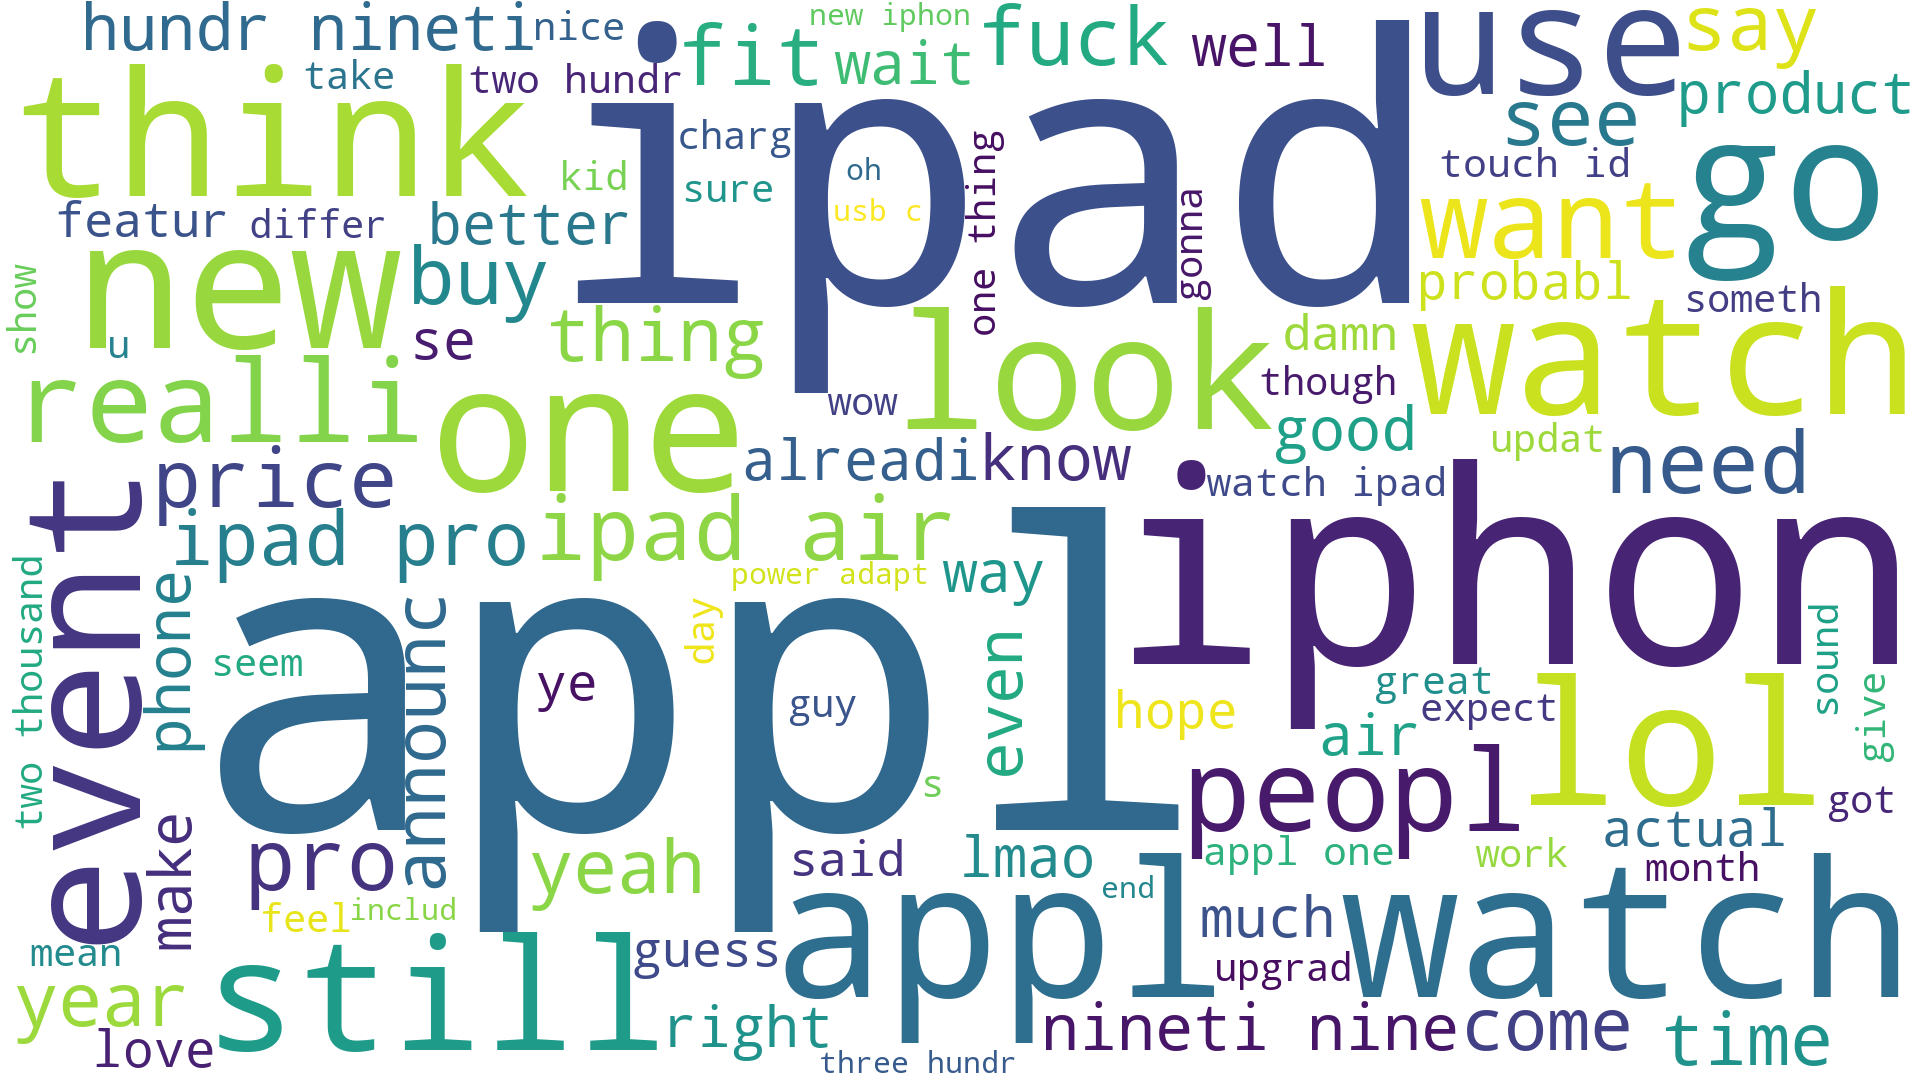 hundr nineti
nice
new iphon
fuck
well
use
say
take
two hundr
fit
wait
see
product
think
ipad
charg
oh
one thing
touch id
go
kid
sure
usb c
gonna
want
featur
differ
better
probabl
someth
show
new
buy
u
se
thing
look
damn
watch
realli
one
wow
though
good
updat
price
alreadi
know
watch ipad
need
event
ipad pro
ipad air
iphon
two thousand
phone
announc
power adapt
way
appl
seem
day
even
sound
ye
guy
hope
great
expect
give
air
lol
s
peopl
got
make
pro
yeah
said
lmao
appl one
work
actual
month
feel
includ
end
appl watch
mean
still
guess
much
upgrad
year
love
right
nineti nine
come
time
three hundr